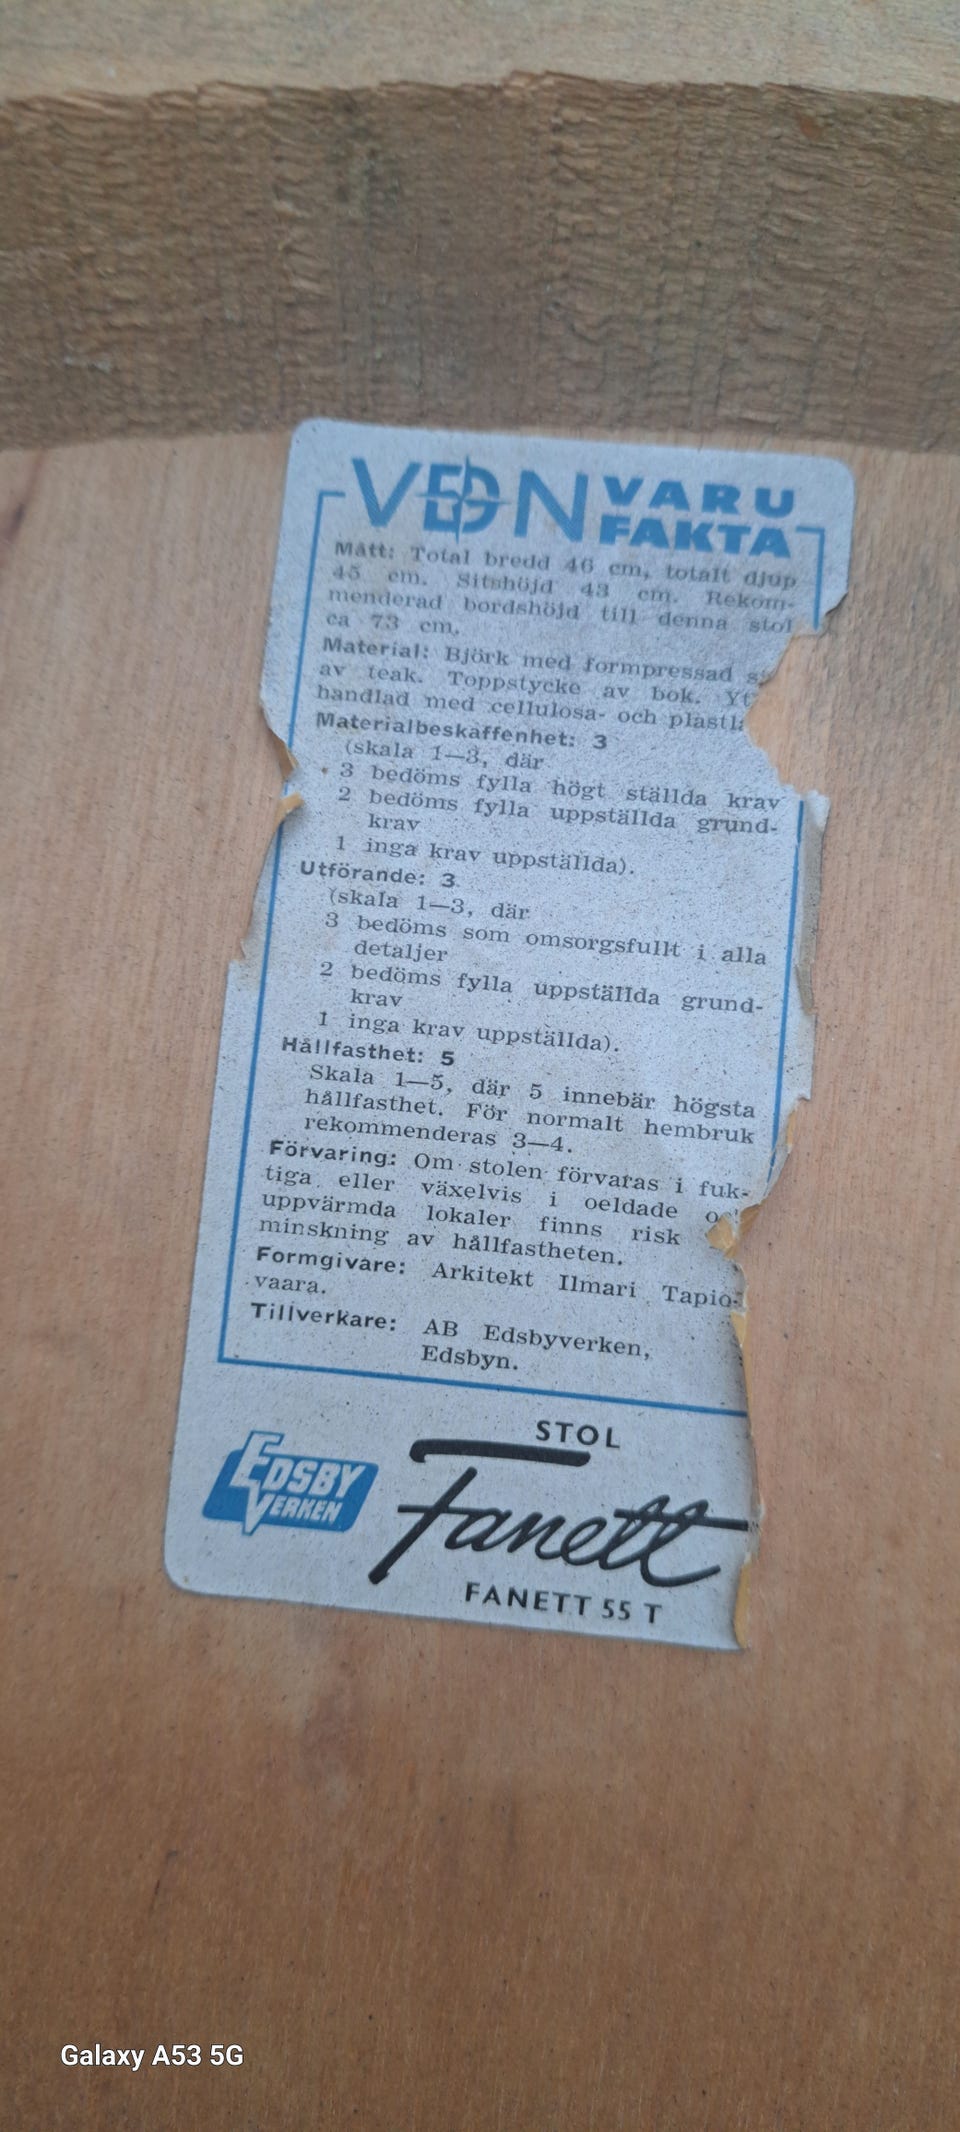 VDN VARU
FAKTA
Mått: Total bredd 46 cm, totalt djup
45 cm. Sitshöjd 43 cm. Rekom-
menderad bordshöjd till denna stol
ca 73 cm.
Material: Björk med formpressad
av teak. Toppstycke av bok.
handlad med cellulosa- och
Materialbeskaffenhet: 3
(skala 1—3, där
3 bedöms fylla högt ställda krav
2 bedöms fylla uppställda grund-
krav
1 inga krav uppställda).
Utförande: 3
(skala 1—3, där
3 bedöms som omsorgsfullt i alla
detaljer
2 bedöms fylla uppställda grund-
krav
1 inga krav uppställda).
Hållfasthet: 5
Skala 1—5, där 5 innebär högsta
hållfasthet. För normalt hembruk
rekommenderas 3—4.
Förvaring: Om stolen förvaras i fuk-
tiga eller växelvis i oeldade
uppvärmda lokaler finns risk
minskning av hållfastheten.
Formgivare: Arkitekt Ilmari Tapio-
vaara.
Tillverkare: AB Edsbyverken,
Edsbyn.
STOL
EDSBY
VERKEN
Fanett
FANETT 55 T
Galaxy A53 5G